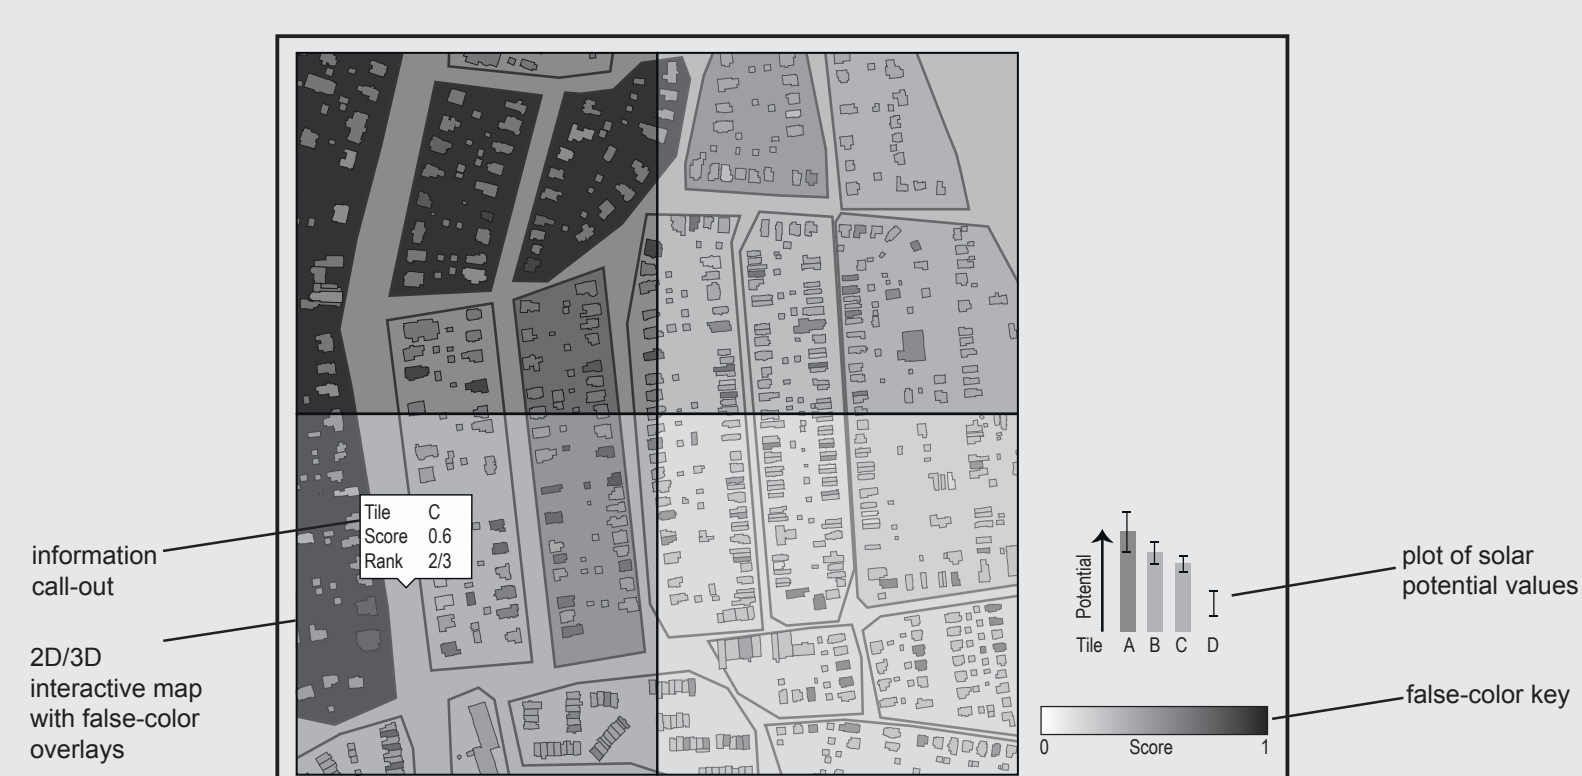 Tile C
Score 0.6
Rank 2/3
information
call-out
2D/3D
interactive map
with false-color
overlays
Potential
Tile A B C D
plot of solar
potential values
false-color key
0 Score 1